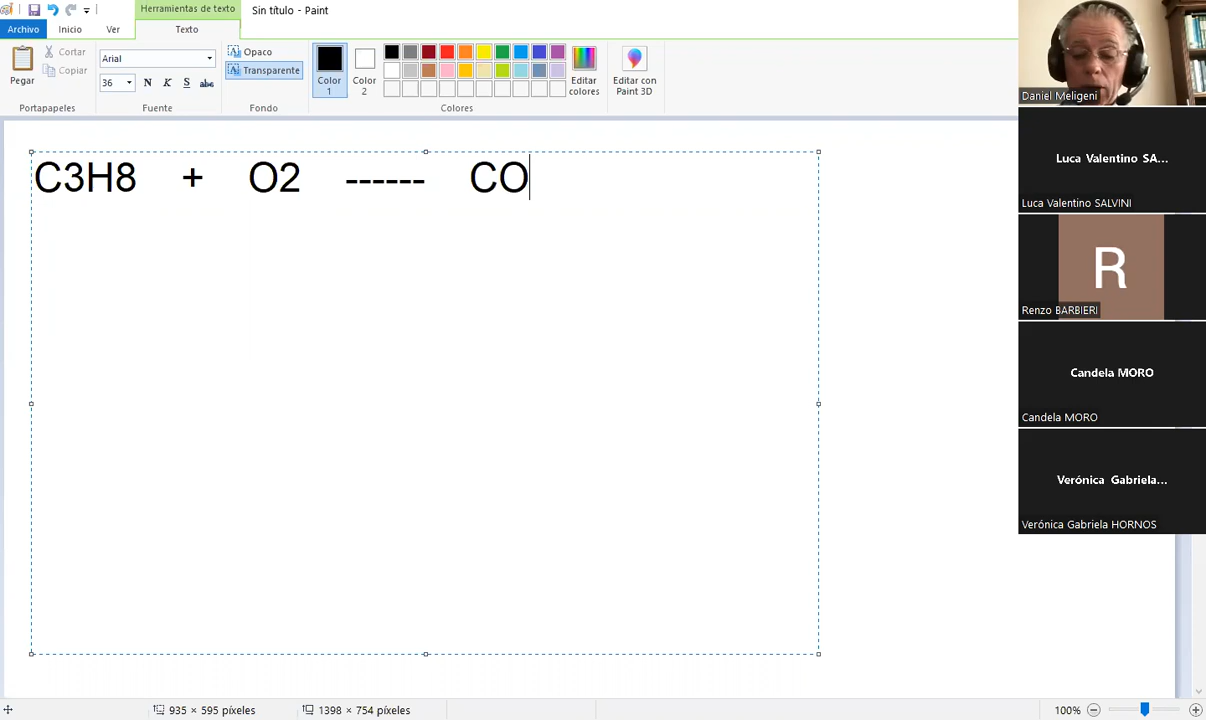 Herramientas de texto
Sin título - Paint
Archivo
Inicio
Ver
Texto
Pegar
Cortar
Copiar
Portapapeles
Arial
36
N K S abc
Fuente
Opaco
Transparente
Fondo
Color
1
Color
2
Colores
Editar
colores
Editar con
Paint 3D
C3H8 + O2 ------ CO
Daniel Meligeni
Luca Valentino SA...
Luca Valentino SALVINI
R
Renzo BARBIERI
Candela MORO
Candela MORO
Verónica Gabriela...
Verónica Gabriela HORNOS
935 × 595 píxeles
1398 × 754 píxeles
100%